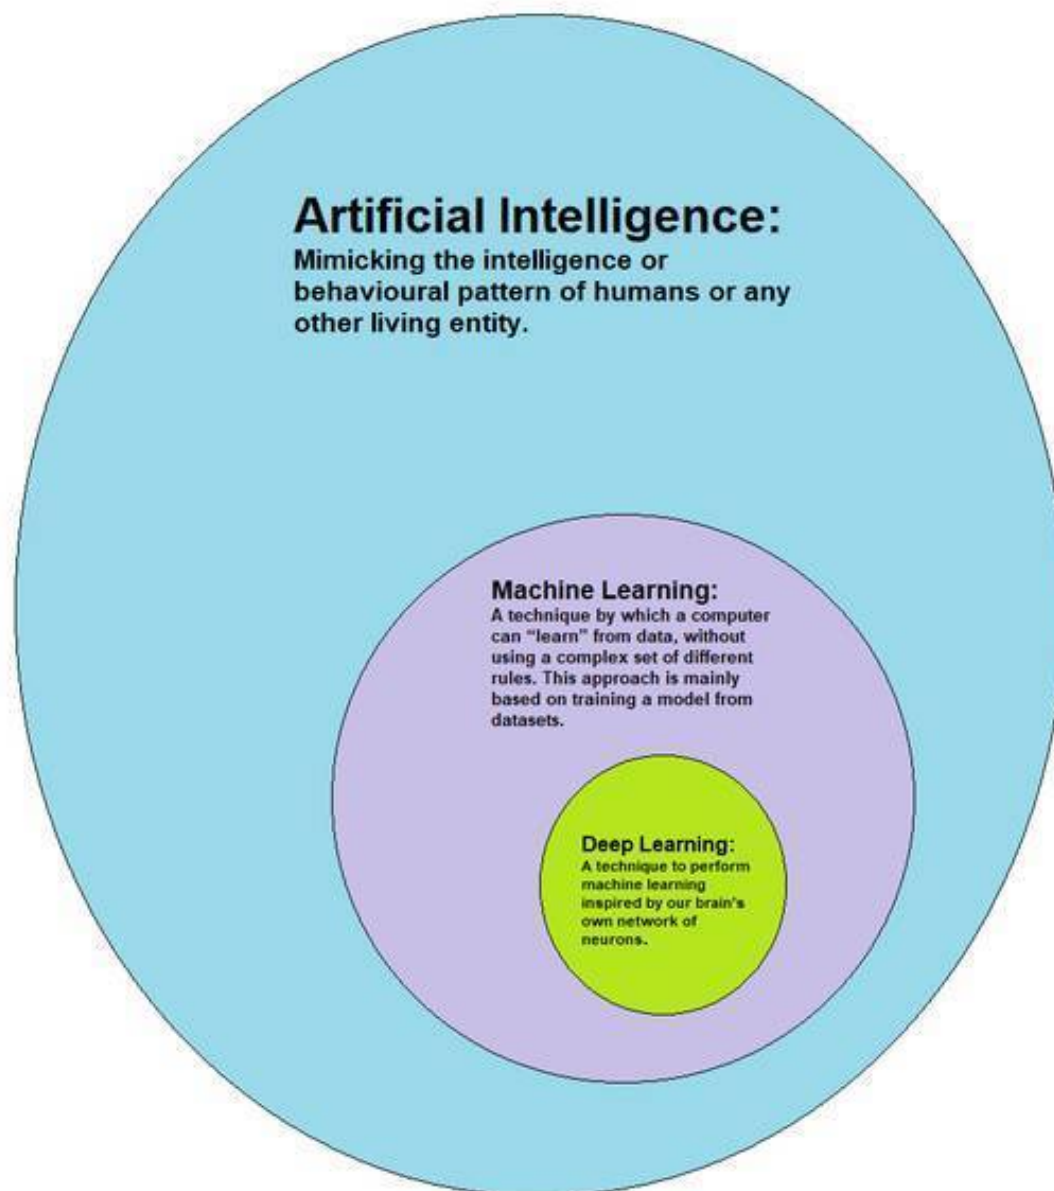 Artificial Intelligence:
Mimicking the intelligence or
behavioural pattern of humans or any
other living entity.
Machine Learning:
A technique by which a computer
can “learn” from data, without
using a complex set of different
rules. This approach is mainly
based on training a model from
datasets.
Deep Learning:
A technique to perform
machine learning
inspired by our brain's
own network of
neurons.